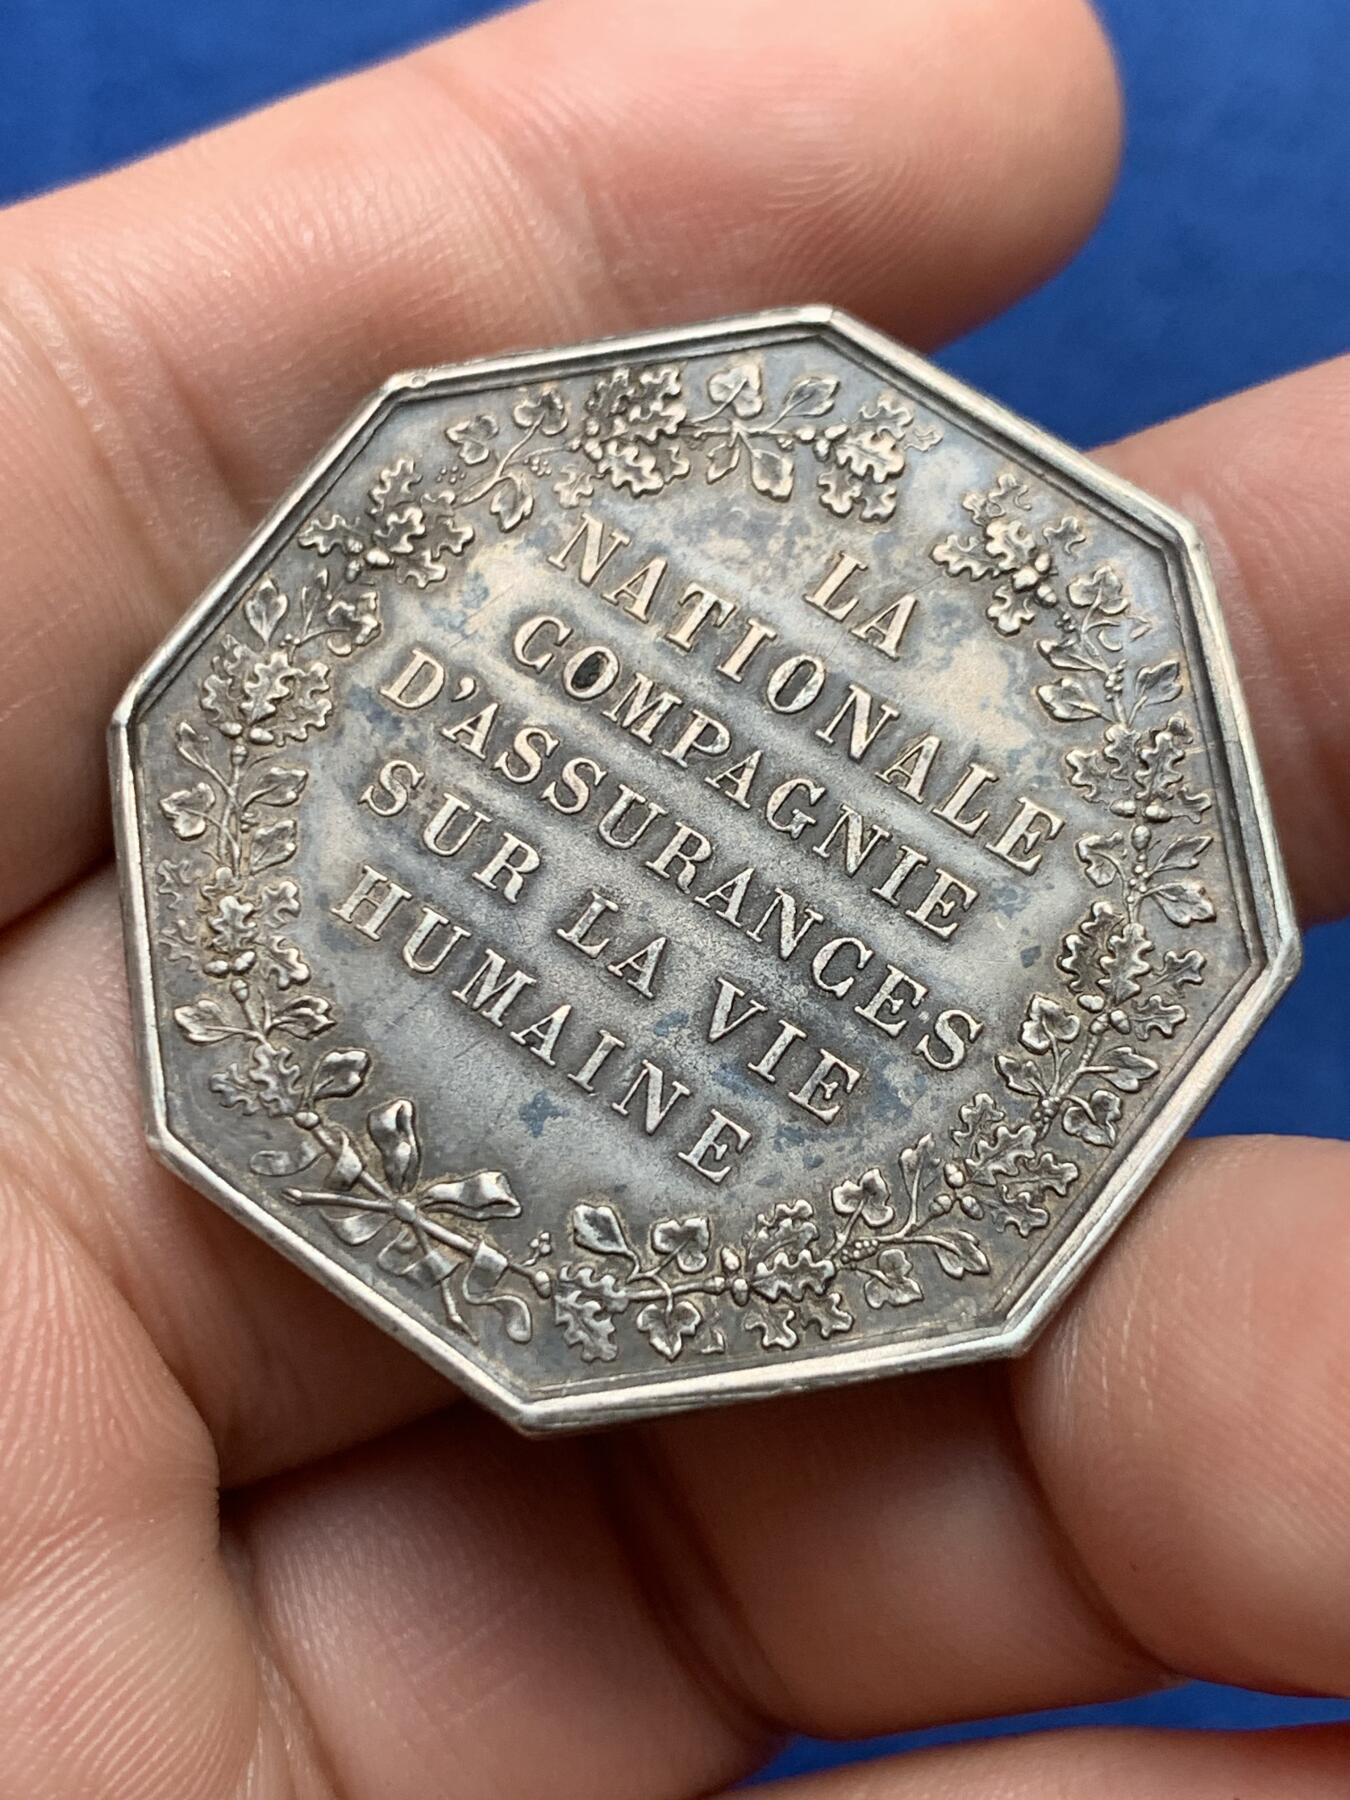 LA
NATIONALE
COMPAGNIE
D'ASSURANCES
SUR LA VIE
HUMAINE